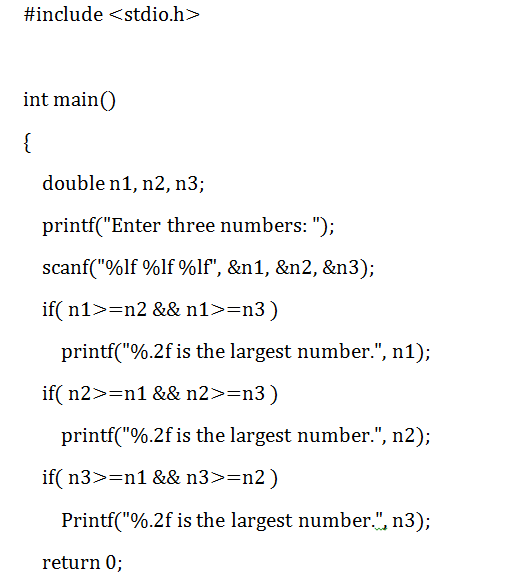 #include <stdio.h>
int main()
{
double n1, n2, n3;
printf("Enter three numbers: ");
scanf("%lf %lf %lf", &n1, &n2, &n3);
if( n1>=n2 && n1>=n3 )
printf("%.2f is the largest number.", n1);
if( n2>=n1 && n2>=n3 )
printf("%.2f is the largest number.", n2);
if( n3>=n1 && n3>=n2 )
Printf("%.2f is the largest number.", n3);
return 0;